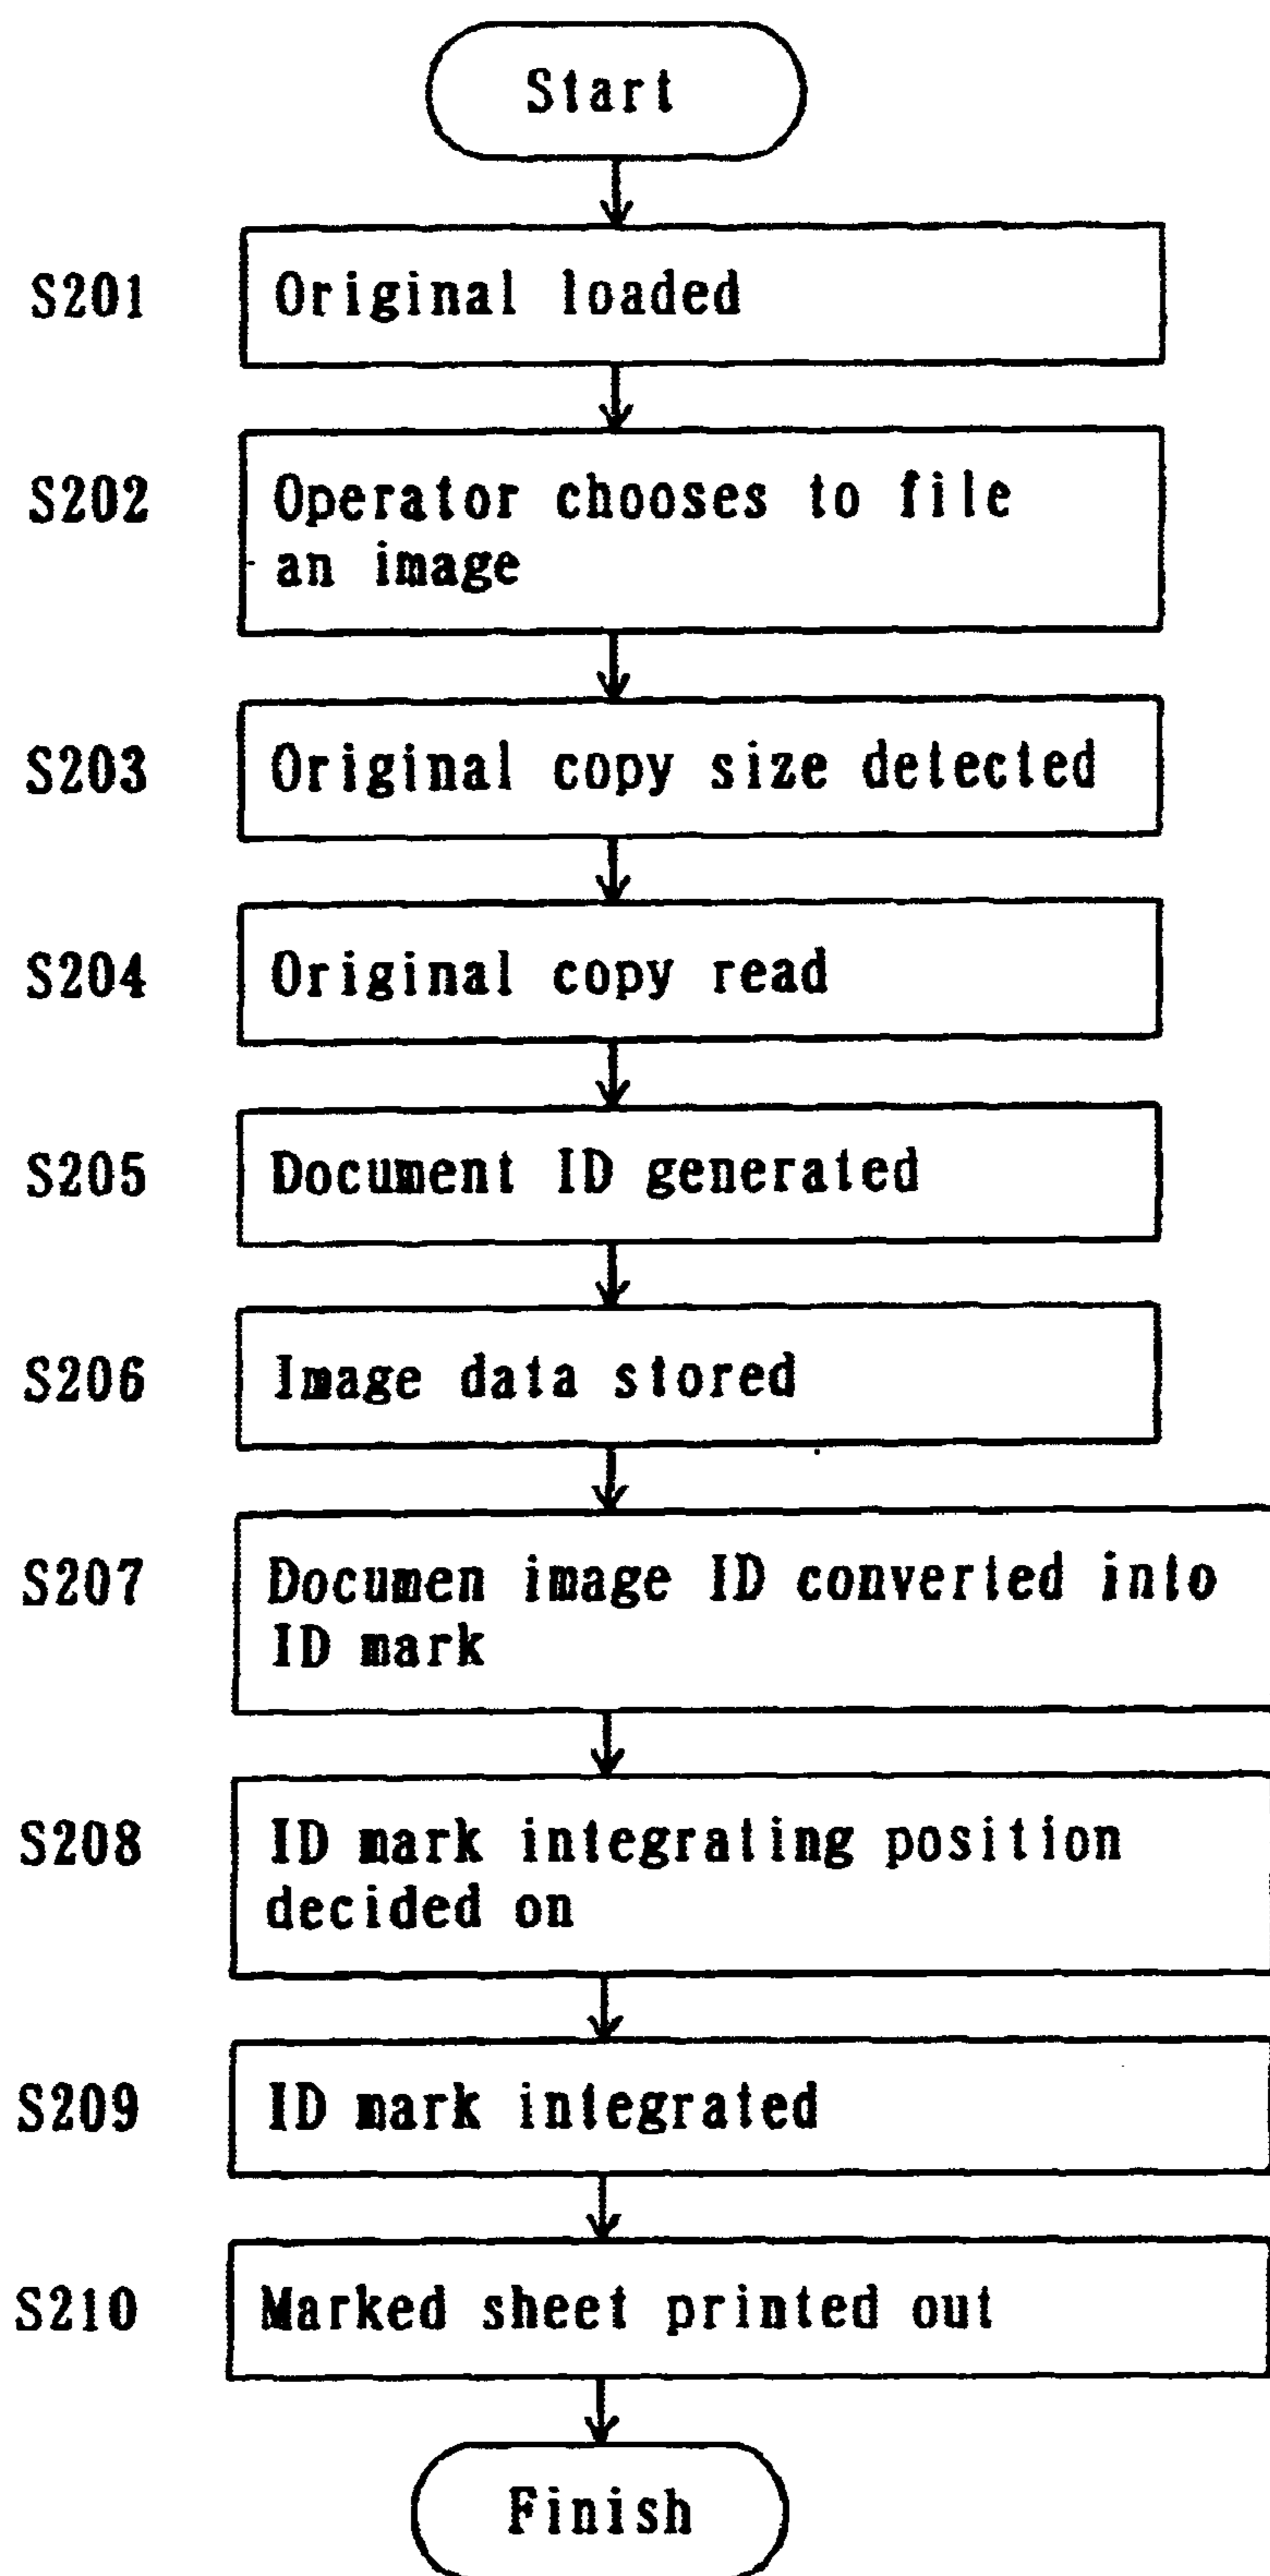 Start
S201 Original loaded
S202 Operator chooses to file
an image
S203 Original copy size detected
S204 Original copy read
S205 Document ID generated
S206 Image data stored
S207 Documen image ID converted into
ID mark
S208 ID mark integrating position
decided on
S209 ID mark integrated
S210 Marked sheet printed out
Finish